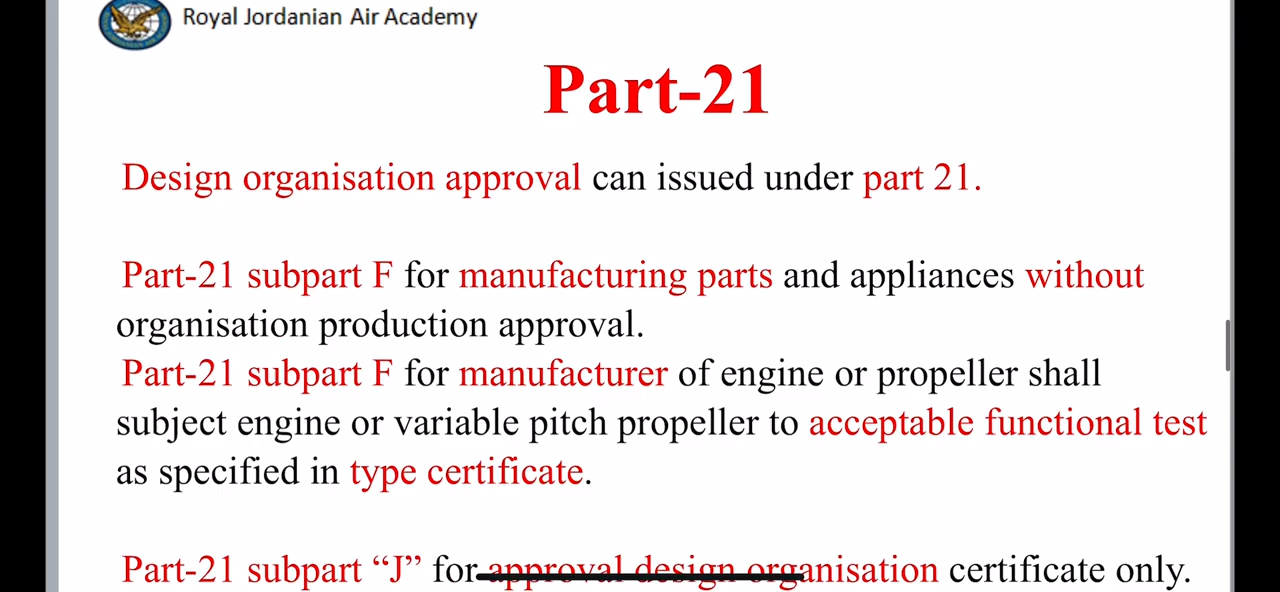 Royal Jordanian Air Academy
Part-21
Design organisation approval can issued under part 21.
Part-21 subpart F for manufacturing parts and appliances without
organisation production approval.
Part-21 subpart F for manufacturer of engine or propeller shall
subject engine or variable pitch propeller to acceptable functional test
as specified in type certificate.
Part-21 subpart “J” for approval design organisation certificate only.